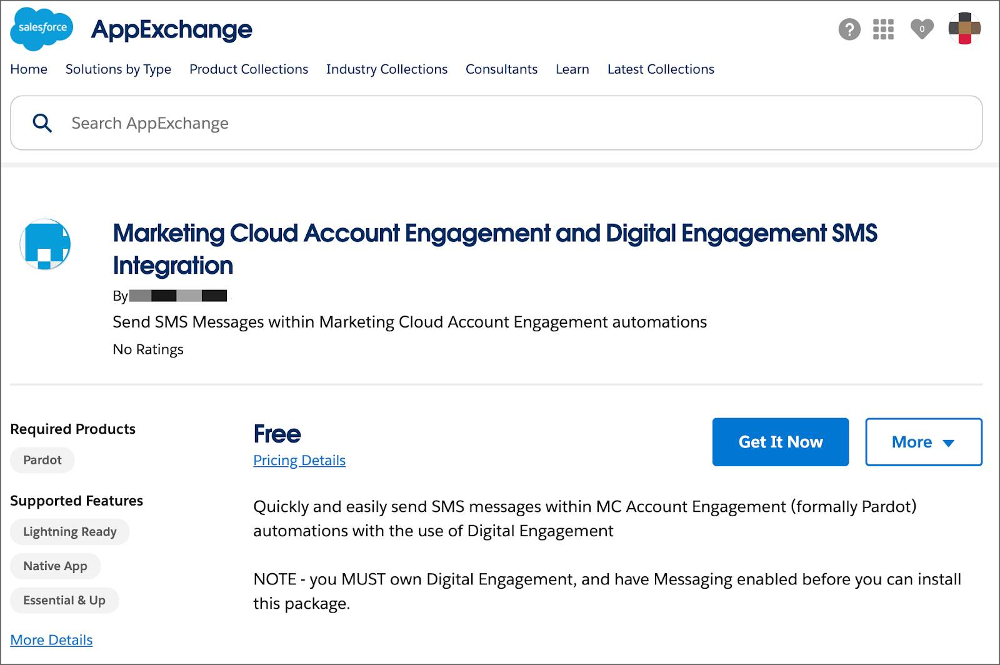 salesforce
AppExchange
0
Home Solutions by Type Product Collections Industry Collections Consultants Learn Latest Collections
Search AppExchange
Marketing Cloud Account Engagement and Digital Engagement SMS
Integration
By
Send SMS Messages within Marketing Cloud Account Engagement automations
No Ratings
Required Products
Pardot
Supported Features
Lightning Ready
Native App
Essential & Up
More Details
Free
Pricing Details
Get It Now
More
Quickly and easily send SMS messages within MC Account Engagement (formally Pardot)
automations with the use of Digital Engagement
NOTE - you MUST own Digital Engagement, and have Messaging enabled before you can install
this package.